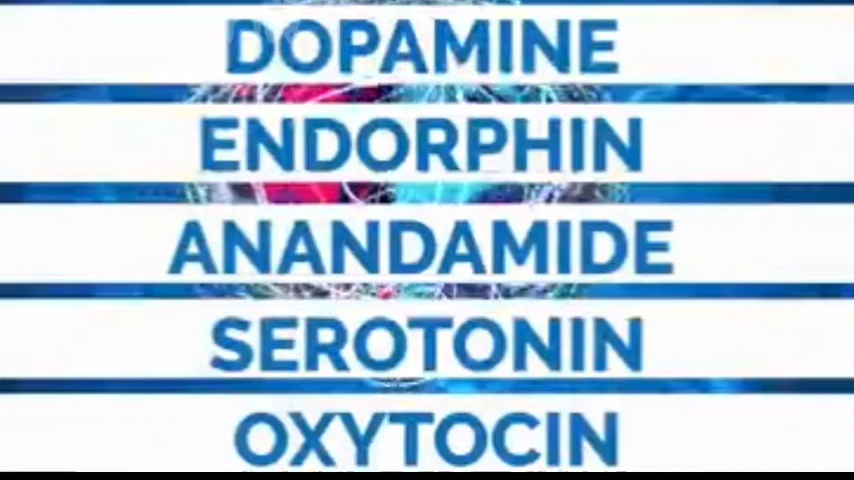 DOPAMINE
ENDORPHIN
ANANDAMIDE
SEROTONIN
OXYTOCIN